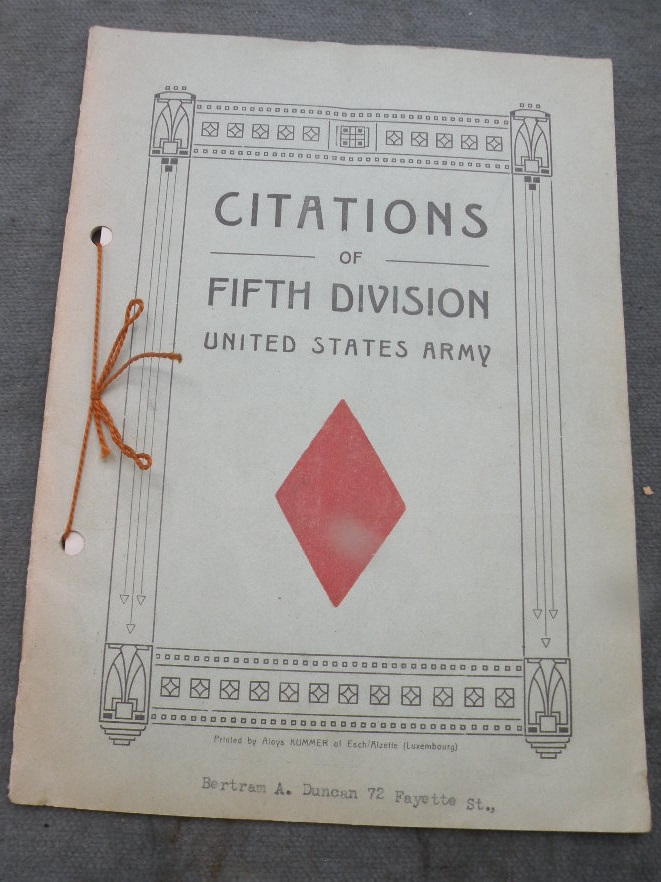 CITATIONS
OF
FIFTH DIVISION
UNITED STATES ARMY
Printed by Aloys KUMMER at Esch/Alzette (Luxembourg)
Bertram A. Duncan 72 Fayette St.,